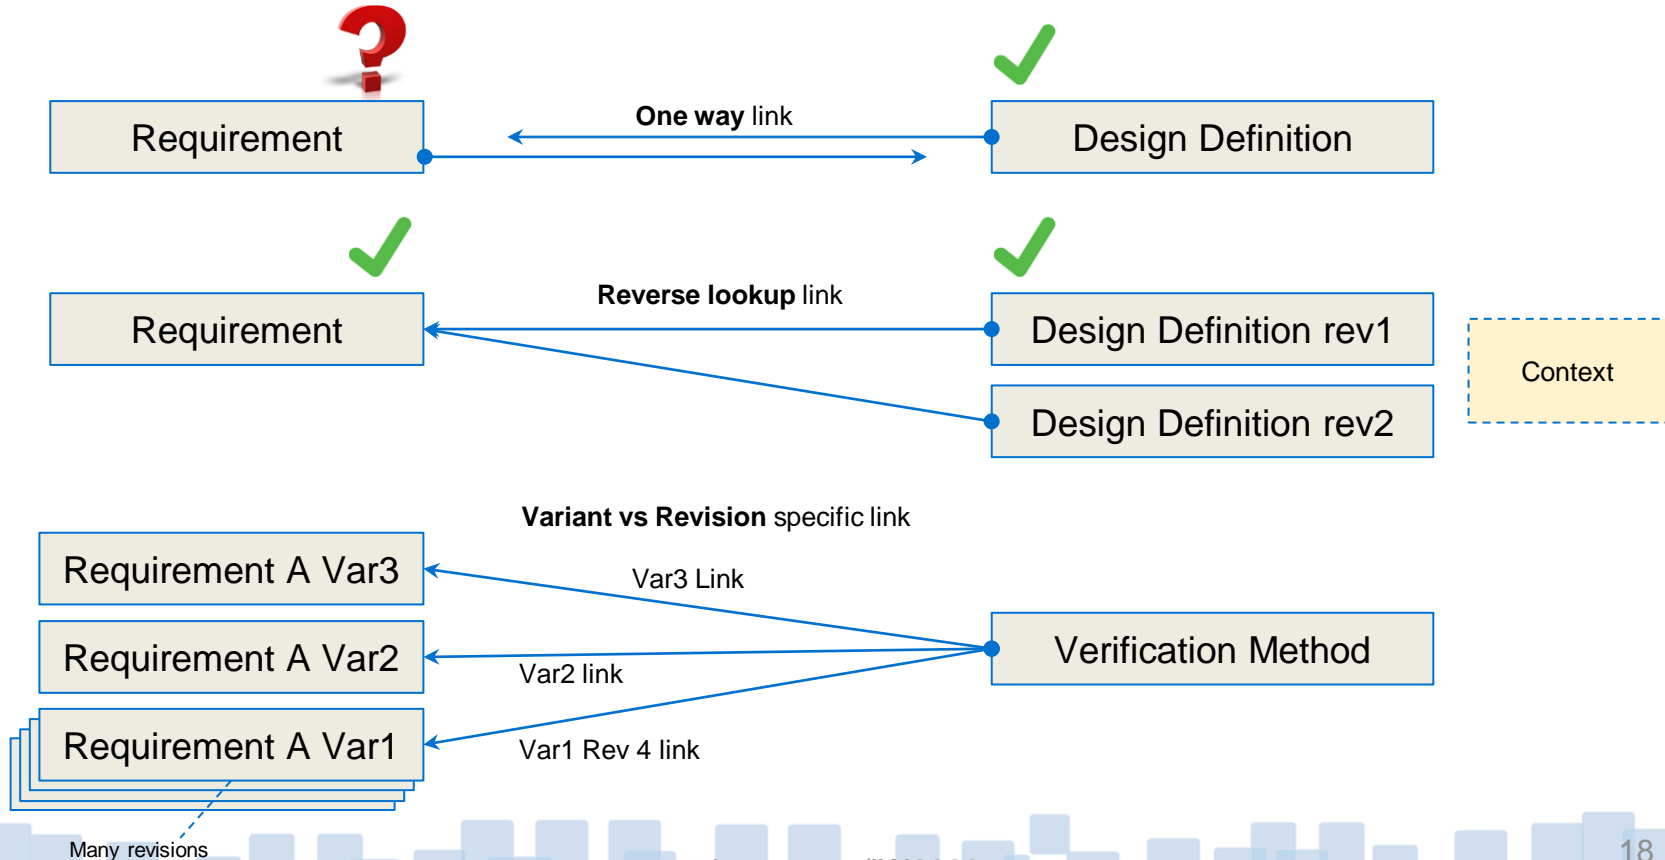 Requirement
One way link
Design Definition
Requirement
Reverse lookup link
Design Definition rev1
Design Definition rev2
Context
Variant vs Revision specific link
Requirement A Var3
Var3 Link
Requirement A Var2
Var2 link
Verification Method
Requirement A Var1
Var1 Rev 4 link
Many revisions
18